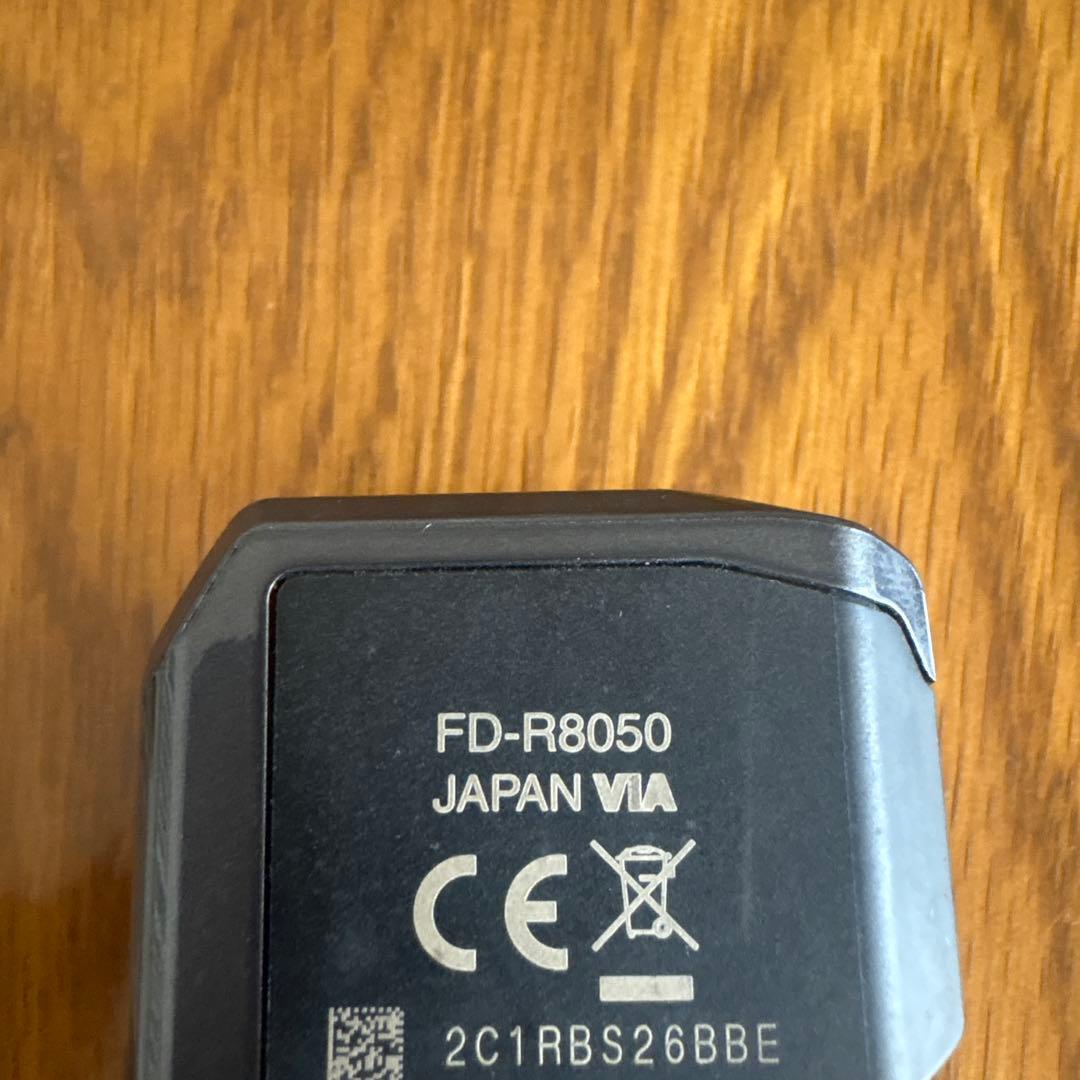 FD-R8050
JAPAN VIA
CE
2C1RBS26BBE